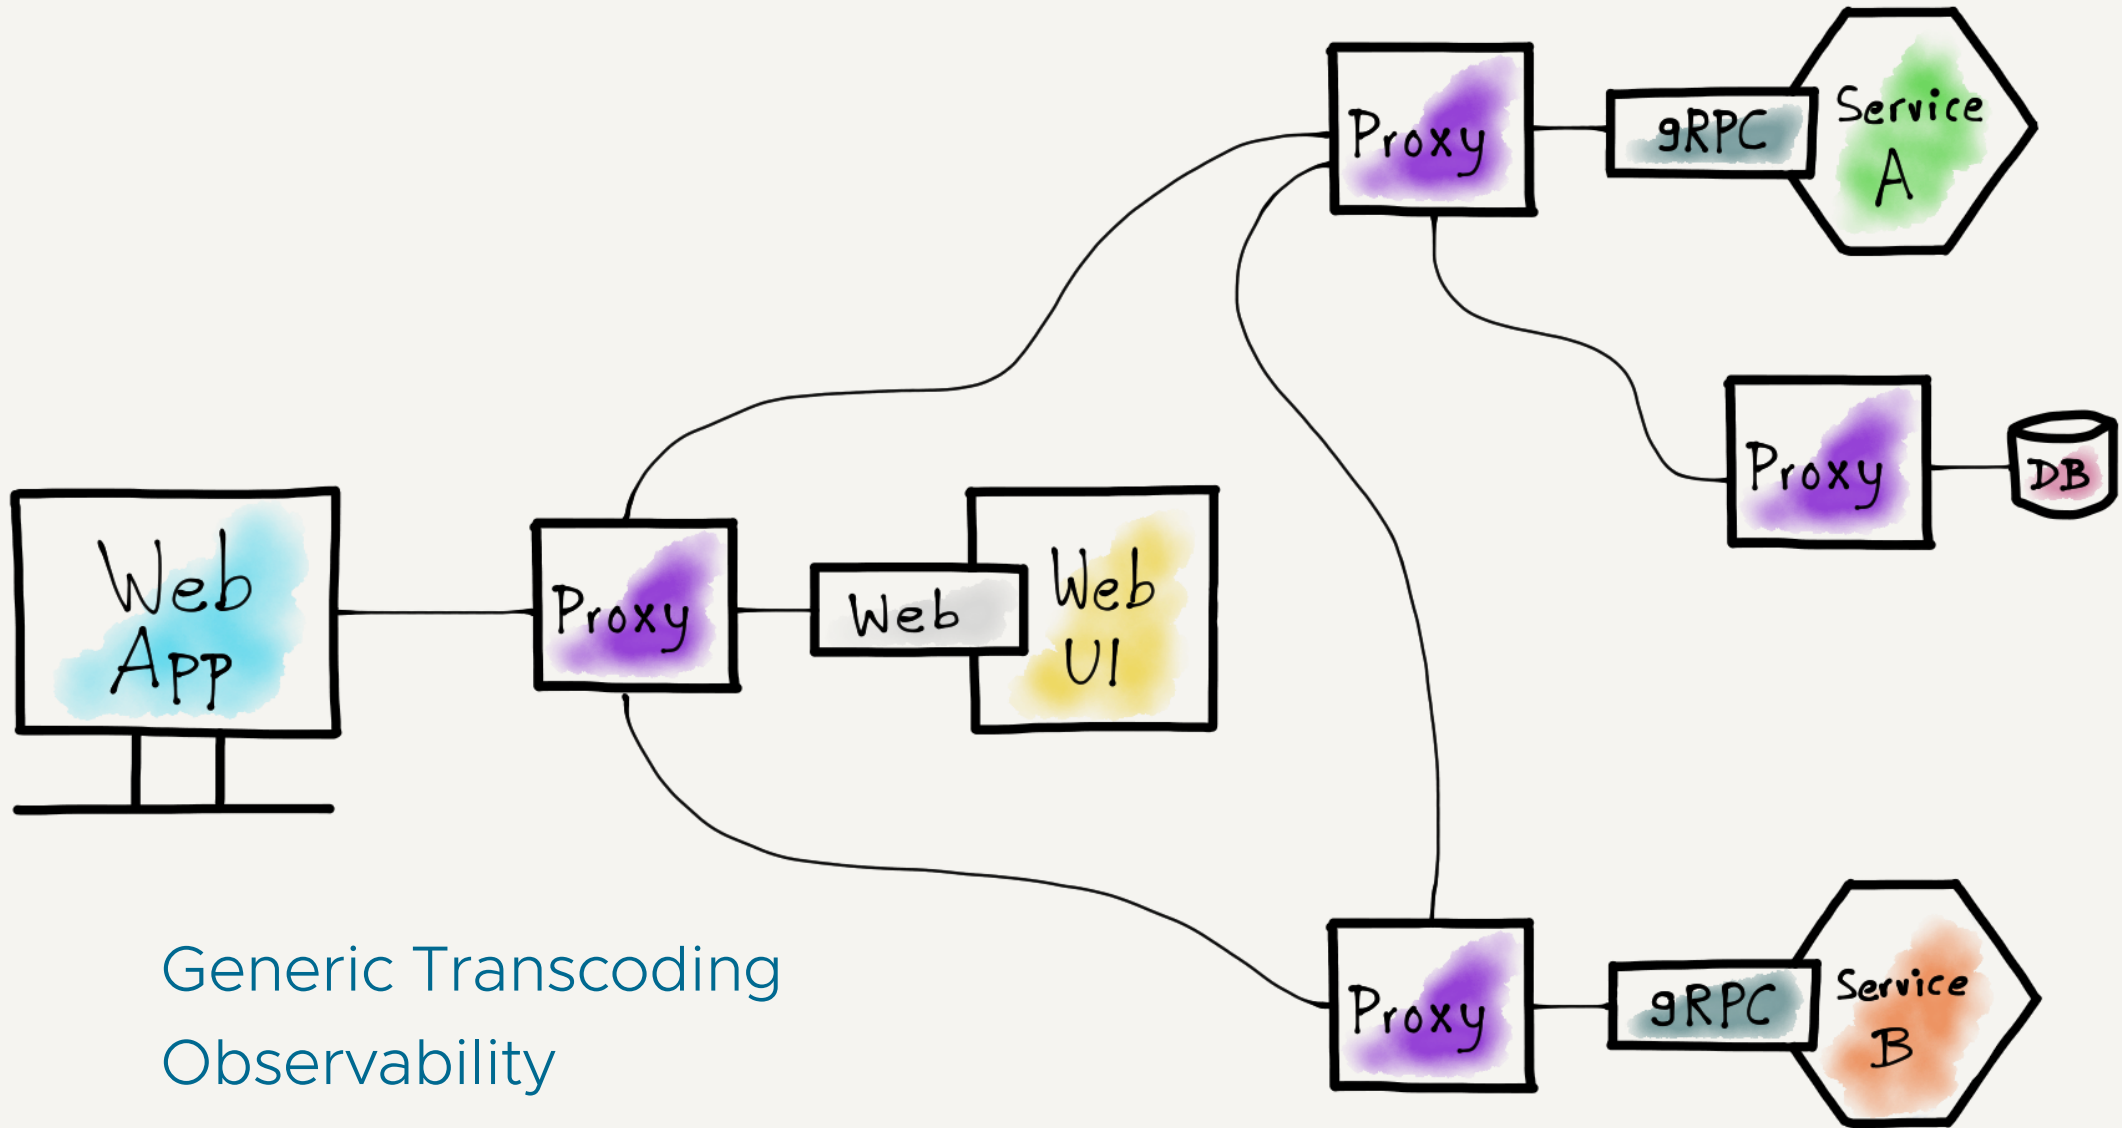 Proxy
gRPC
Service
A
Proxy
DB
Web
App
Proxy
Web
Web
UI
Proxy
gRPC
Service
B
Generic Transcoding
Observability